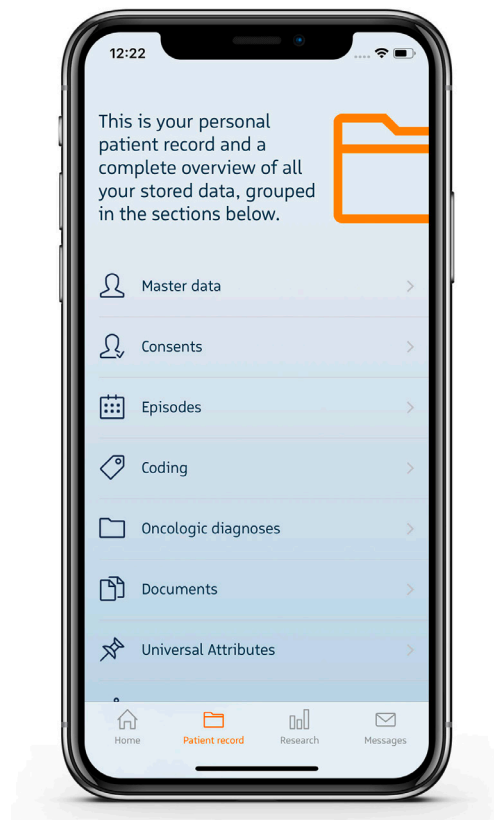 12:22
This is your personal
patient record and a
complete overview of all
your stored data, grouped
in the sections below.
Master data
Consents
Episodes
Coding
Oncologic diagnoses
Documents
Universal Attributes
Home
Patient record
Research
Messages